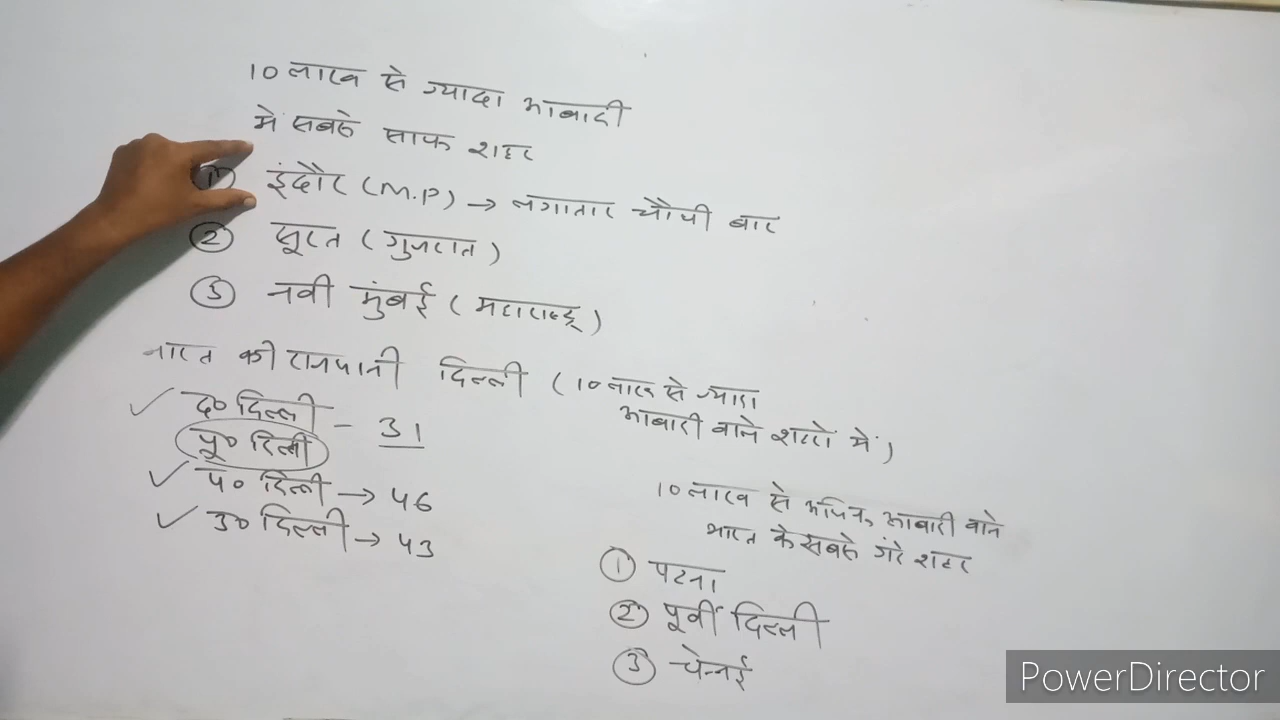 10 लाख से ज्यादा आबादी
मे सबसे साफ शहर
① इंदौर (M.P) → लगातार चौथी बार
② सूरत (गुजरात)
③ नवी मुंबई (महाराष्ट्र)
भारत की राजधानी दिल्ली (10 लाख से ज्यादा
आबादी वाले शहरों में)
✓ द० दिल्ली - 31
पू० दिल्ली
✓ प० दिल्ली → 46
✓ उ० दिल्ली → 43
10 लाख से अधिक आबादी वाले
भारत के सबसे गंदे शहर
① पटना
② पूर्वी दिल्ली
③ चेन्नई
PowerDirector